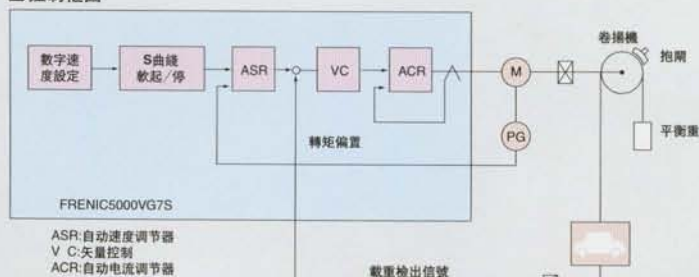 數字速
度設定
S曲綫
軟起/停
ASR
VC
ACR
M
PG
卷揚機
抱閘
平衡重
轉矩偏置
FRENIC5000VG7S
ASR:自动速度调节器
V C:矢量控制
ACR:自动电流调节器
載重檢出信號